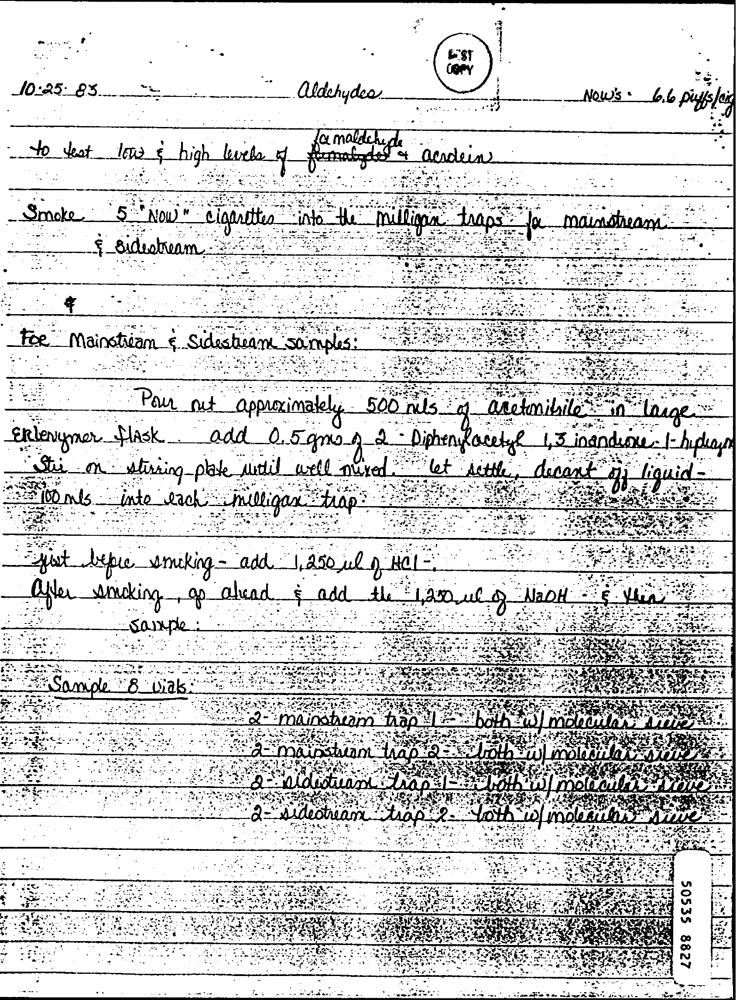 BEST
COPY
10-25-83 Aldehydes NOW'S - 6.6 puffs/cig
formaldehyde
to test low & high levels of & acrolein
Smoke 5 "NOW" cigarettes into the milligan traps for mainstream
& sidestream
&
For Mainstream & Sidestream samples:
Pour out approximately 500 mls of acetonitrile in large
Erlenymer flask add 0.5 gms of 2-Diphenylacetyl 1,3 inandione-1-hydrazon
Stir on stirring plate until well mixed. let settle, decant off liquid-
100 mls into each milligan trap.
just before smoking - add 1,250 ul of HCl -.
After smoking, go ahead & add the 1,250 ul of NaOH - & then
sample:
Sample 8 vials:
2- mainstream trap 1 - both w/ molecular sieve
2- mainstream trap 2 - both w/ molecular sieve
2- sidestream trap 1 - both w/ molecular sieve
2- sidestream trap 2 - both w/ molecular sieve
50535 8827